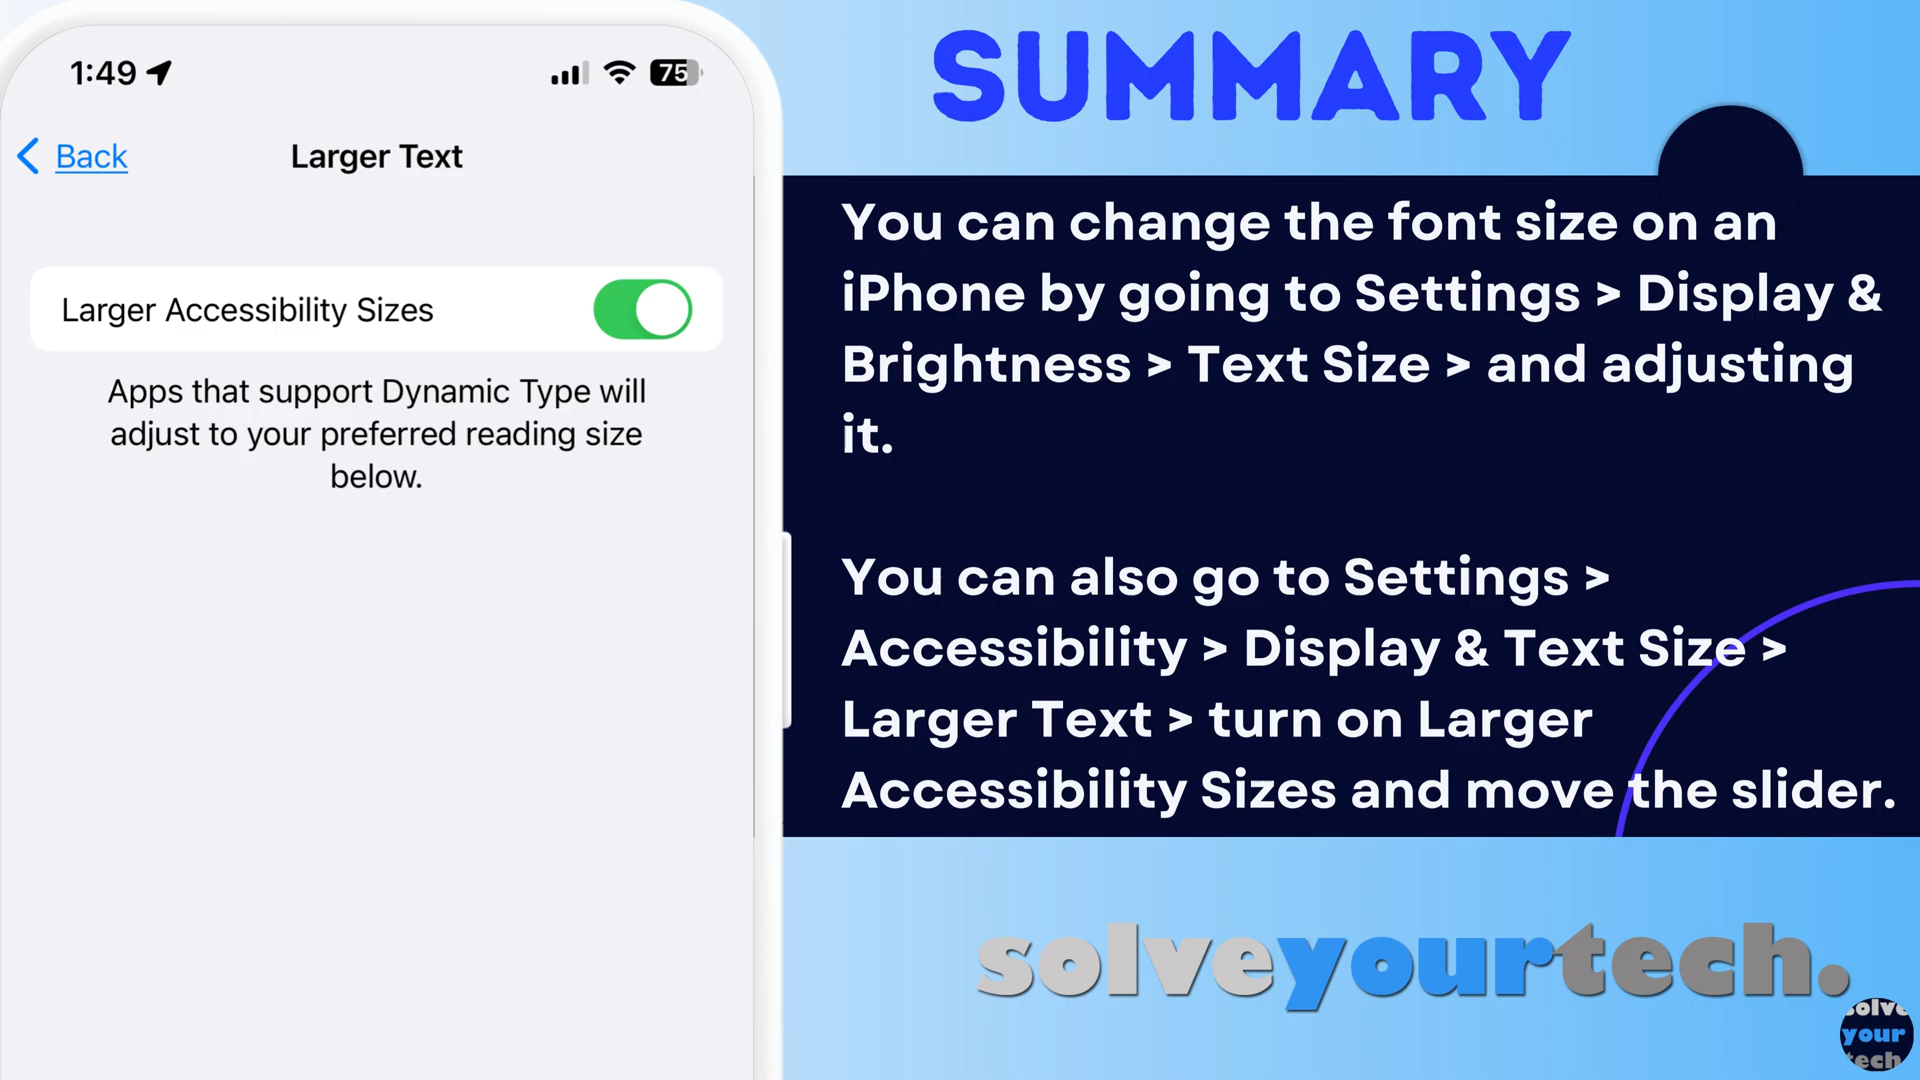 1:49
75
Back
Larger Text
Larger Accessibility Sizes
Apps that support Dynamic Type will
adjust to your preferred reading size
below.
SUMMARY
You can change the font size on an
iPhone by going to Settings > Display &
Brightness > Text Size > and adjusting
it.
You can also go to Settings >
Accessibility > Display & Text Size >
Larger Text > turn on Larger
Accessibility Sizes and move the slider.
solveyourtech.
solve
your
tech